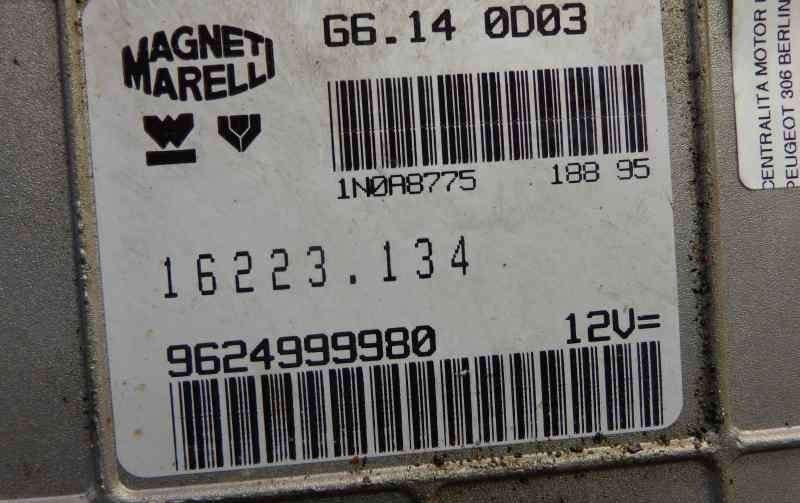 MAGNETI
MARELLI
G6.14 0D03
1N0A8775 188 95
16223.134
9624999980 12V=
CENTRALITA MOTOR
PEUGEOT 306 BERLIN